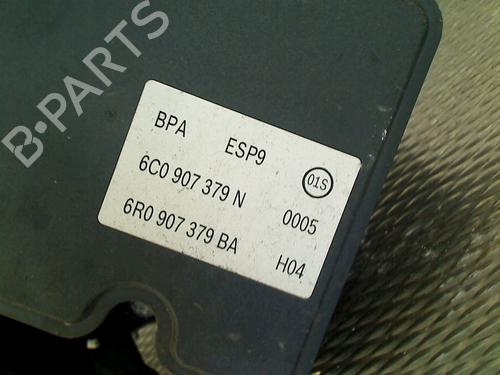 B-PARTS
BPA ESP9
6C0 907 379 N 01S
6R0 907 379 BA 0005
H04